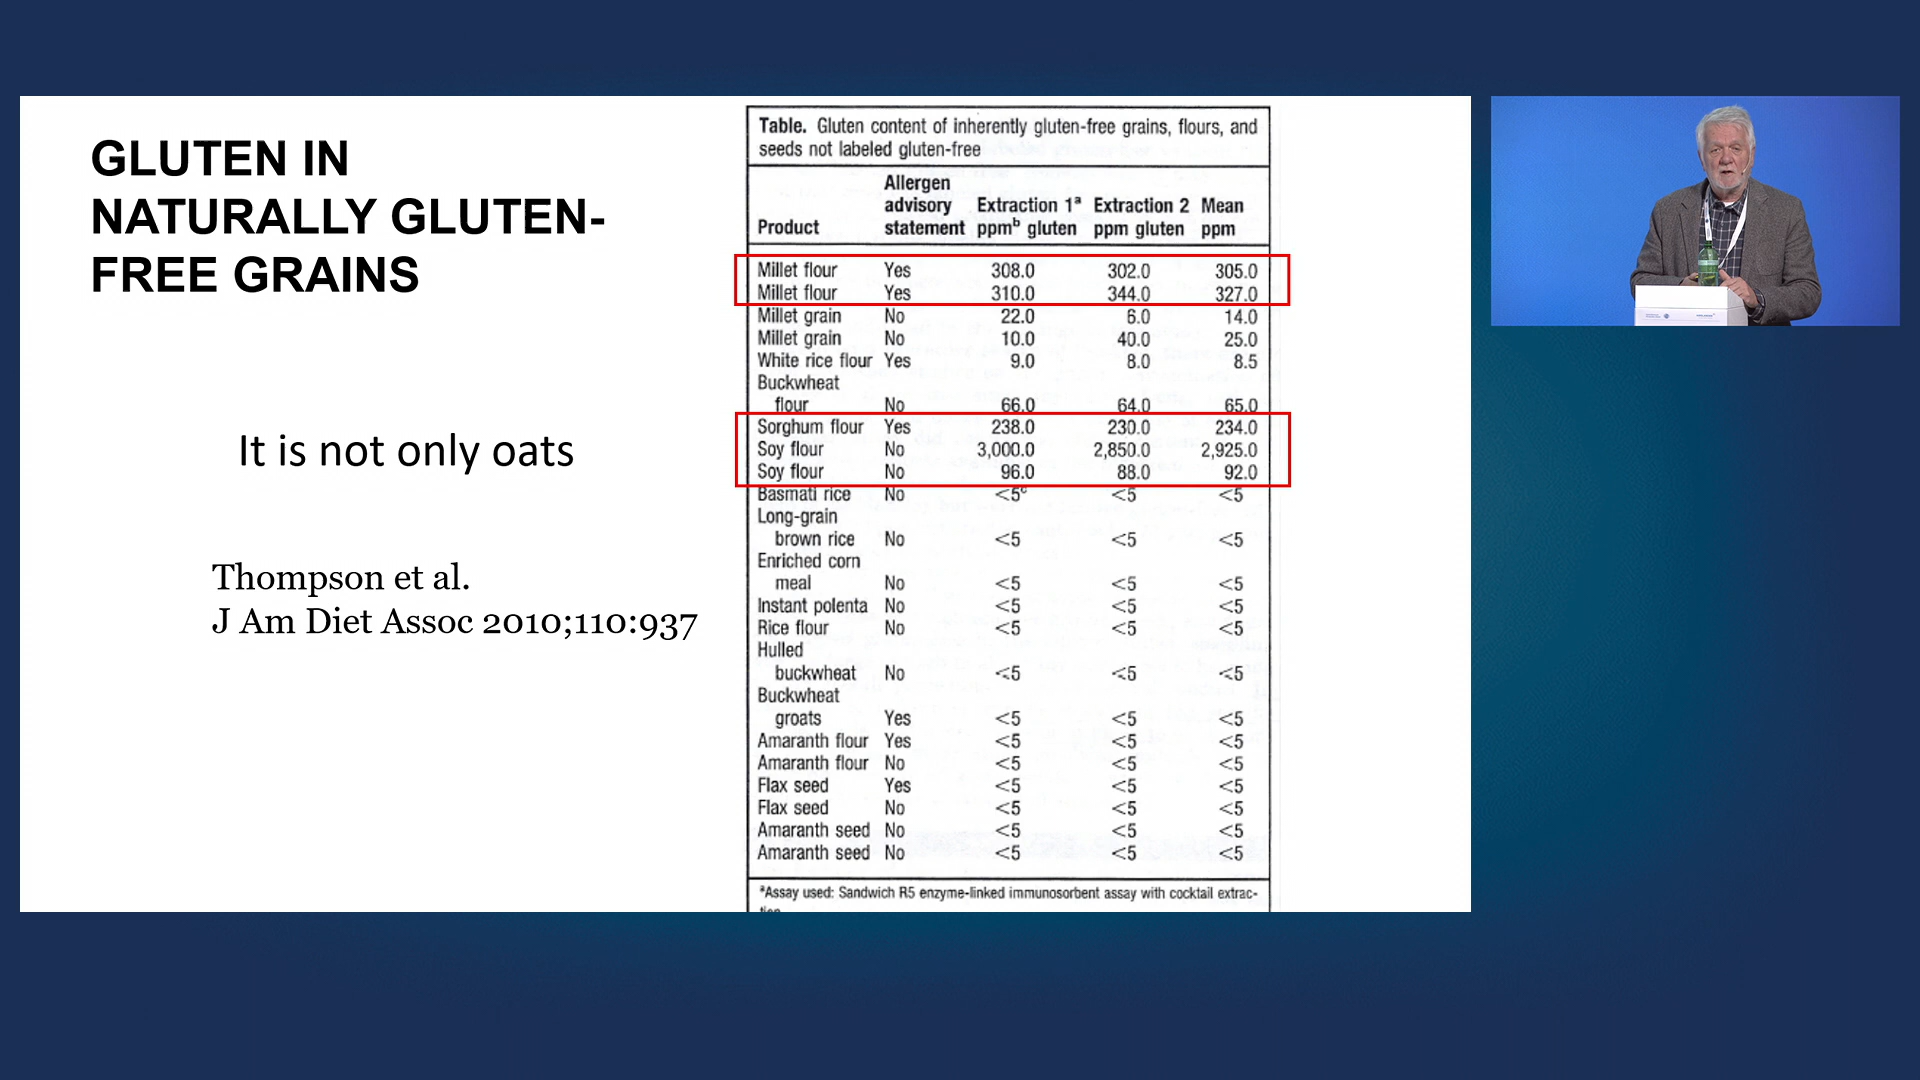 GLUTEN IN
NATURALLY GLUTEN-
FREE GRAINS
It is not only oats
Thompson et al.
J Am Diet Assoc 2010;110:937
Table. Gluten content of inherently gluten-free grains, flours, and
seeds not labeled gluten-free
Allergen
advisory Extraction 1ᵃ Extraction 2 Mean
Product statement ppmᵇ gluten ppm gluten ppm
Millet flour Yes 308.0 302.0 305.0
Millet flour Yes 310.0 344.0 327.0
Millet grain No 22.0 6.0 14.0
Millet grain No 10.0 40.0 25.0
White rice flour Yes 9.0 8.0 8.5
Buckwheat
flour No 66.0 64.0 65.0
Sorghum flour Yes 238.0 230.0 234.0
Soy flour No 3,000.0 2,850.0 2,925.0
Soy flour No 96.0 88.0 92.0
Basmati rice No <5ᶜ <5 <5
Long-grain
brown rice No <5 <5 <5
Enriched corn
meal No <5 <5 <5
Instant polenta No <5 <5 <5
Rice flour No <5 <5 <5
Hulled
buckwheat No <5 <5 <5
Buckwheat
groats Yes <5 <5 <5
Amaranth flour Yes <5 <5 <5
Amaranth flour No <5 <5 <5
Flax seed Yes <5 <5 <5
Flax seed No <5 <5 <5
Amaranth seed No <5 <5 <5
Amaranth seed No <5 <5 <5
ᵃAssay used: Sandwich R5 enzyme-linked immunosorbent assay with cocktail extrac-